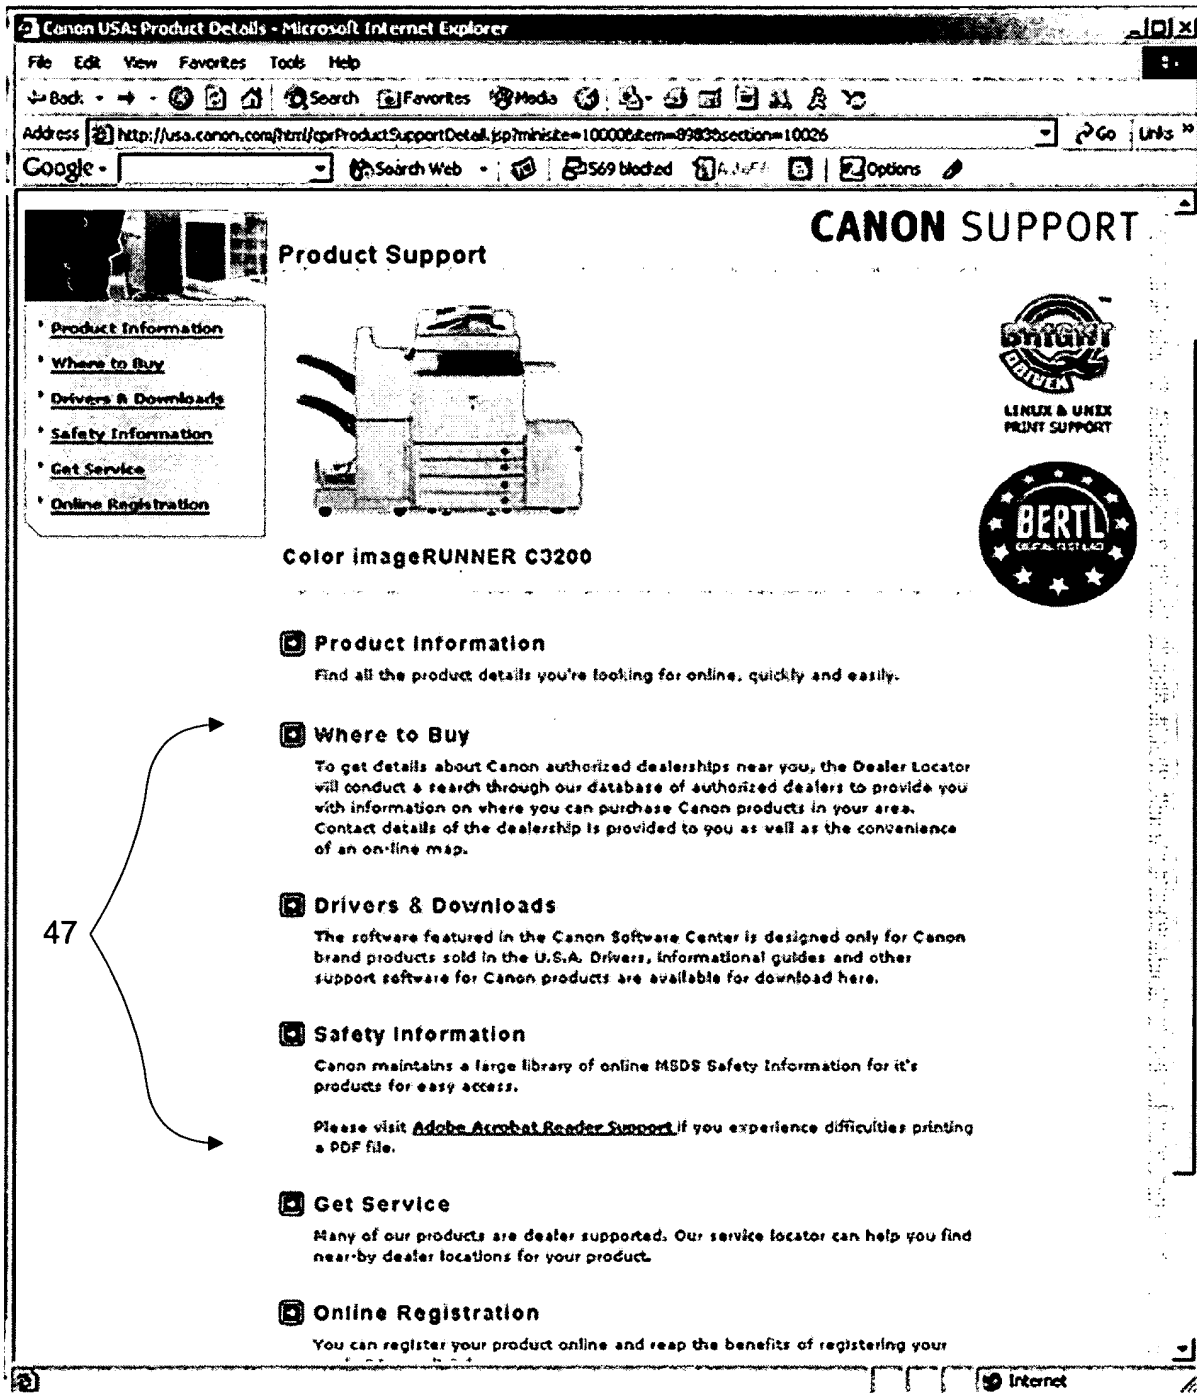 Canon USA: Product Details - Microsoft Internet Explorer
File Edit View Favorites Tools Help
Back Search Favorites Media
Address http://usa.canon.com/html/cprProductSupportDetail.jsp?minisite=10000&item=8983&section=10026 Go Links »
Google Search Web 569 blocked Options
CANON SUPPORT
Product Support
Product Information
Where to Buy
Drivers & Downloads
Safety Information
Get Service
Online Registration
BRIGHT
DRIVEN
™
LINUX & UNIX
PRINT SUPPORT
BERTL
DIGITAL TEST LABS
Color imageRUNNER C3200
Product Information
Find all the product details you're looking for online, quickly and easily.
Where to Buy
To get details about Canon authorized dealerships near you, the Dealer Locator
will conduct a search through our database of authorized dealers to provide you
with information on where you can purchase Canon products in your area.
Contact details of the dealership is provided to you as well as the convenience
of an on-line map.
47
Drivers & Downloads
The software featured in the Canon Software Center is designed only for Canon
brand products sold in the U.S.A. Drivers, informational guides and other
support software for Canon products are available for download here.
Safety Information
Canon maintains a large library of online MSDS Safety Information for it's
products for easy access.
Please visit Adobe Acrobat Reader Support if you experience difficulties printing
a PDF file.
Get Service
Many of our products are dealer supported. Our service locator can help you find
near-by dealer locations for your product.
Online Registration
You can register your product online and reap the benefits of registering your
Internet